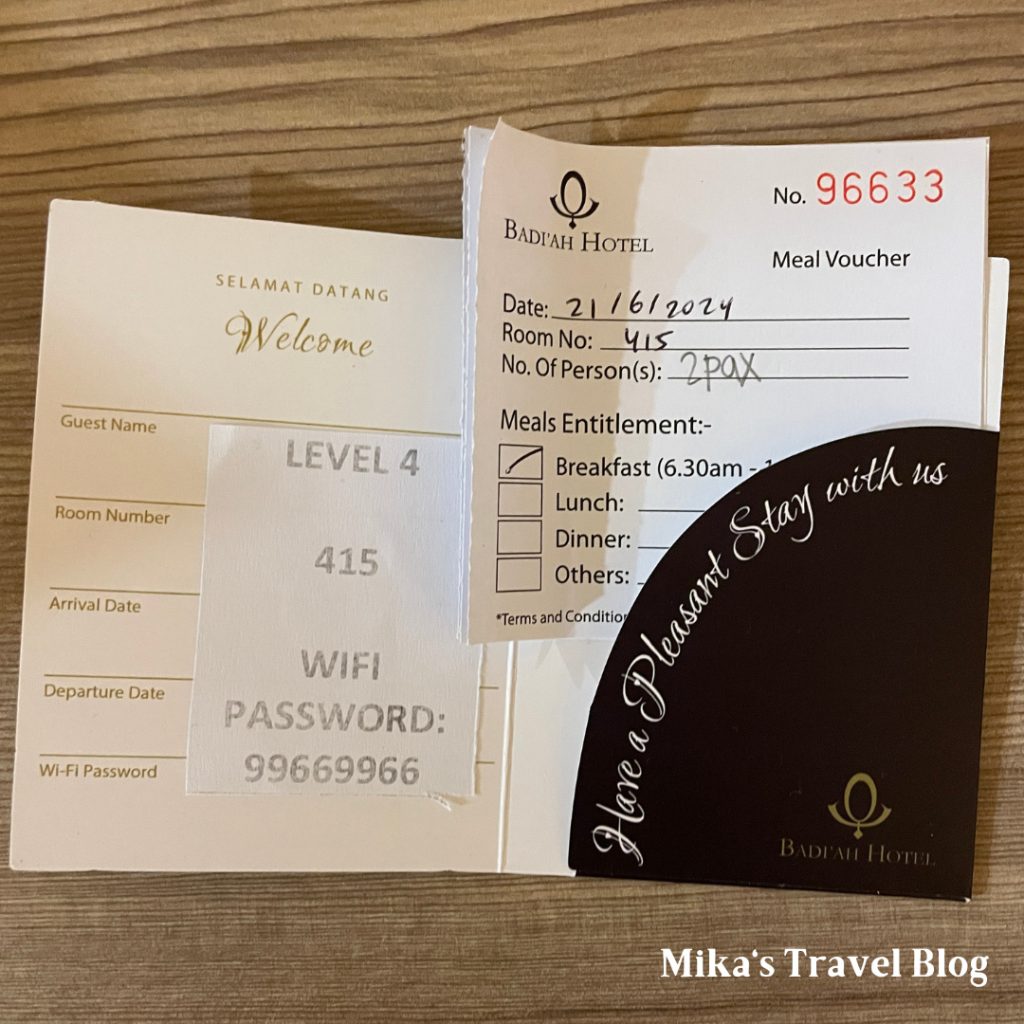 SELAMAT DATANG
Welcome
Guest Name
Room Number
Arrival Date
Departure Date
Wi-Fi Password
LEVEL 4
415
WIFI
PASSWORD:
99669966
BADI'AH HOTEL
No. 96633
Meal Voucher
Date: 21/6/2024
Room No: 415
No. Of Person(s): 2pax
Meals Entitlement:-
Breakfast (6.30am -
Lunch:
Dinner:
Others:
*Terms and
Have a Pleasant Stay with us
BADI'AH HOTEL
Mika's Travel Blog